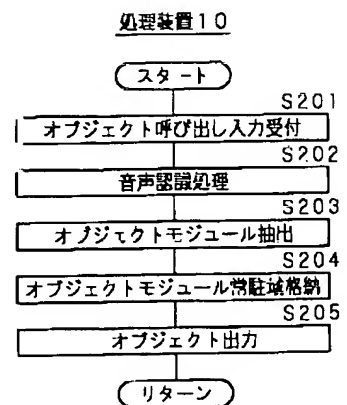 処理装置10
スタート
S201
オブジェクト呼び出し入力受付
S202
音声認識処理
S203
オブジェクトモジュール抽出
S204
オブジェクトモジュール常駐域格納
S205
オブジェクト出力
リターン